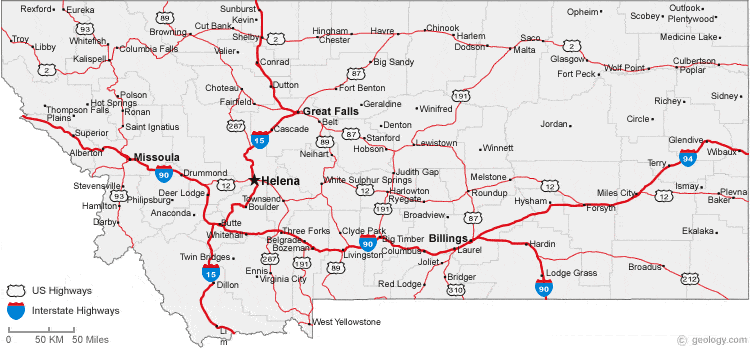 Rexford
Eureka
Sunburst
Kevin
Opheim
Outlook
Scobey
Plentywood
Troy
Libby
93
Whitefish
89
Browning
Cut Bank
Shelby
Hingham
Chester
Havre
Chinook
Harlem
Dodson
Saco
Malta
2
Medicine Lake
Columbia Falls
Kalispell
2
Valier
Conrad
Big Sandy
87
Glasgow
Fort Peck
Wolf Point
Culbertson
Poplar
Polson
Hot Springs
Ronan
Choteau
Dutton
Fort Benton
Fairfield
Great Falls
Geraldine
Winifred
191
Richey
Sidney
Thompson Falls
Plains
Saint Ignatius
287
15
Cascade
Belt
87
Denton
Stanford
Jordan
Circle
Superior
Alberton
Missoula
89
Neihart
Hobson
Lewistown
Winnett
Glendive
Wibaux
94
Terry
90
Drummond
Helena
White Sulphur Springs
Judith Gap
Melstone
Stevensville
93
Deer Lodge
12
12
Harlowton
Ryegate
Roundup
12
Miles City
Ismay
12
Plevna
Baker
Hamilton
Philipsburg
Townsend
Boulder
191
Hysham
Forsyth
Darby
Anaconda
Butte
Broadview
87
Whitehall
Three Forks
Clyde Park
90
Big Timber
Billings
Ekalaka
Belgrade
Bozeman
Livingston
Columbus
Laurel
Hardin
Twin Bridges
287
191
89
Joliet
Broadus
15
Ennis
Virginia City
Bridger
Lodge Grass
212
Dillon
Red Lodge
310
90
US Highways
Interstate Highways
West Yellowstone
0 50 KM 50 Miles
© geology.com